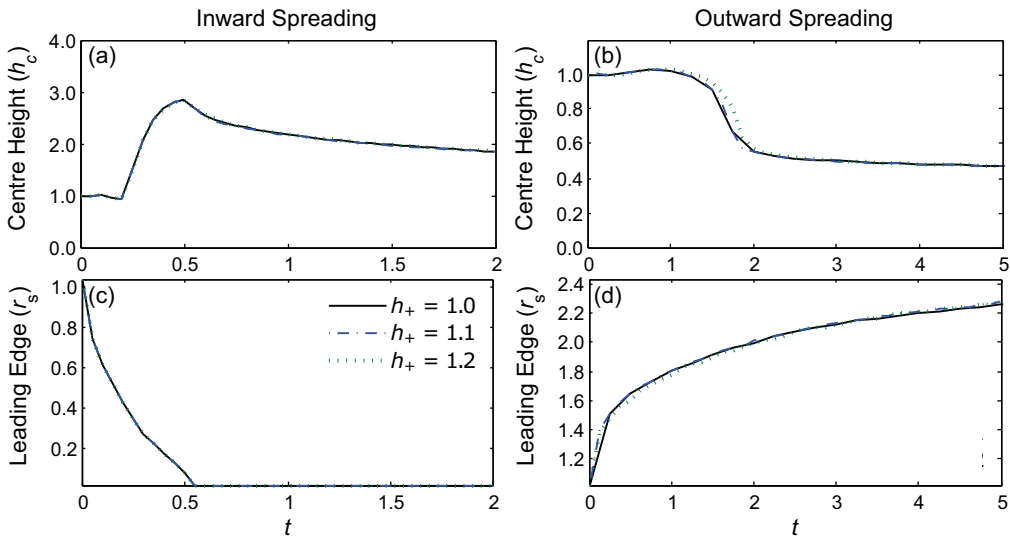 Inward Spreading
Outward Spreading
(a)
Centre Height (h_c)
4.0
3.0
2.0
1.0
0.0
0 0.5 1 1.5 2
(b)
Centre Height (h_c)
1.0
0.8
0.6
0.4
0.2
0.0
0 1 2 3 4 5
(c)
Leading Edge (r_s)
1.0
0.8
0.6
0.4
0.2
h_+ = 1.0
h_+ = 1.1
h_+ = 1.2
0 0.5 1 1.5 2
t
(d)
Leading Edge (r_s)
2.4
2.2
2.0
1.8
1.6
1.4
1.2
0 1 2 3 4 5
t